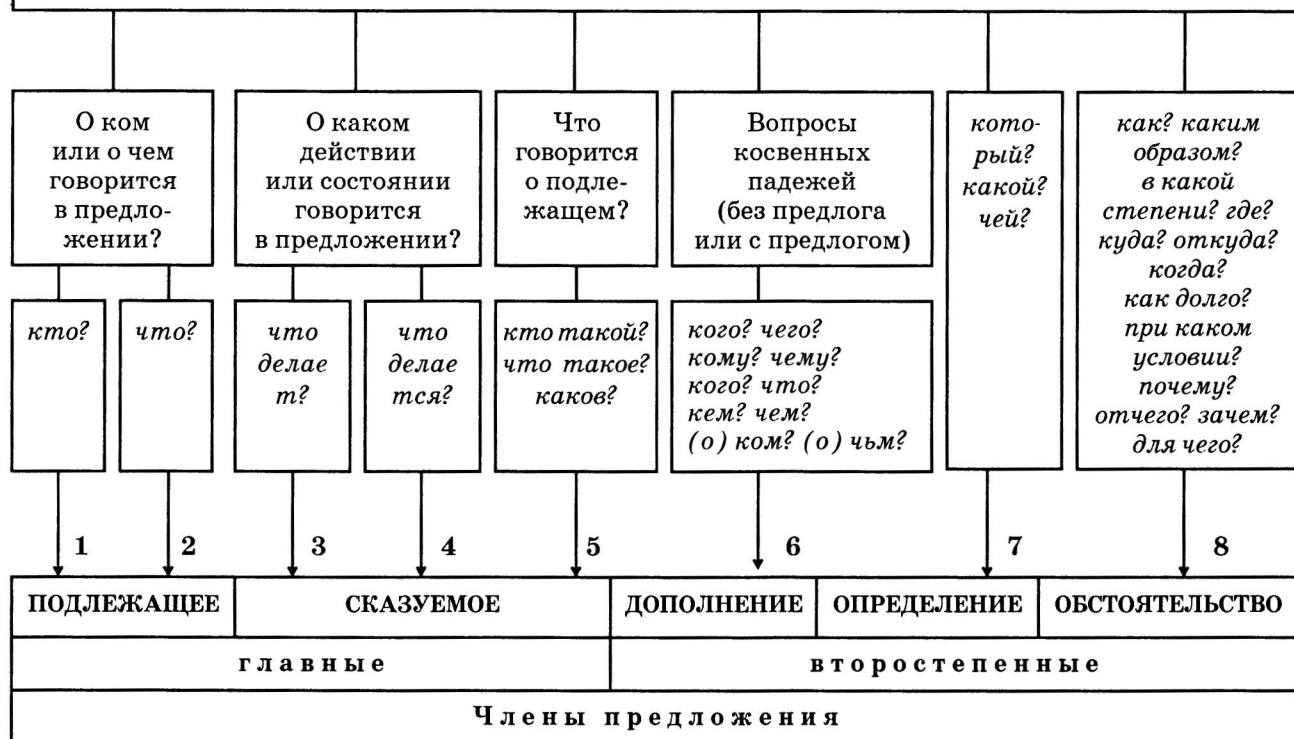 О ком
или о чем
говорится
в предло-
жении?
О каком
действии
или состоянии
говорится
в предложении?
Что
говорится
о подле-
жащем?
Вопросы
косвенных
падежей
(без предлога
или с предлогом)
кото-
рый?
какой?
чей?
как? каким
образом?
в какой
степени? где?
куда? откуда?
когда?
как долго?
при каком
условии?
почему?
отчего? зачем?
для чего?
кто?
что?
что
делае
т?
что
делае
тся?
кто такой?
что такое?
каков?
кого? чего?
кому? чему?
кого? что?
кем? чем?
(о) ком? (о) чьм?
1 2 3 4 5 6 7 8
ПОДЛЕЖАЩЕЕ СКАЗУЕМОЕ ДОПОЛНЕНИЕ ОПРЕДЕЛЕНИЕ ОБСТОЯТЕЛЬСТВО
главные второстепенные
Члены предложения